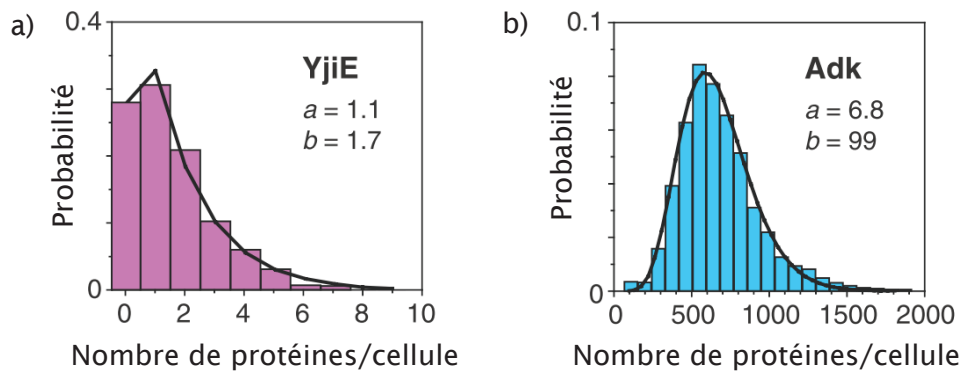 a)
0.4
YjiE
a = 1.1
b = 1.7
Probabilité
0
0 2 4 6 8 10
Nombre de protéines/cellule
b)
0.1
Adk
a = 6.8
b = 99
Probabilité
0
0 500 1000 1500 2000
Nombre de protéines/cellule